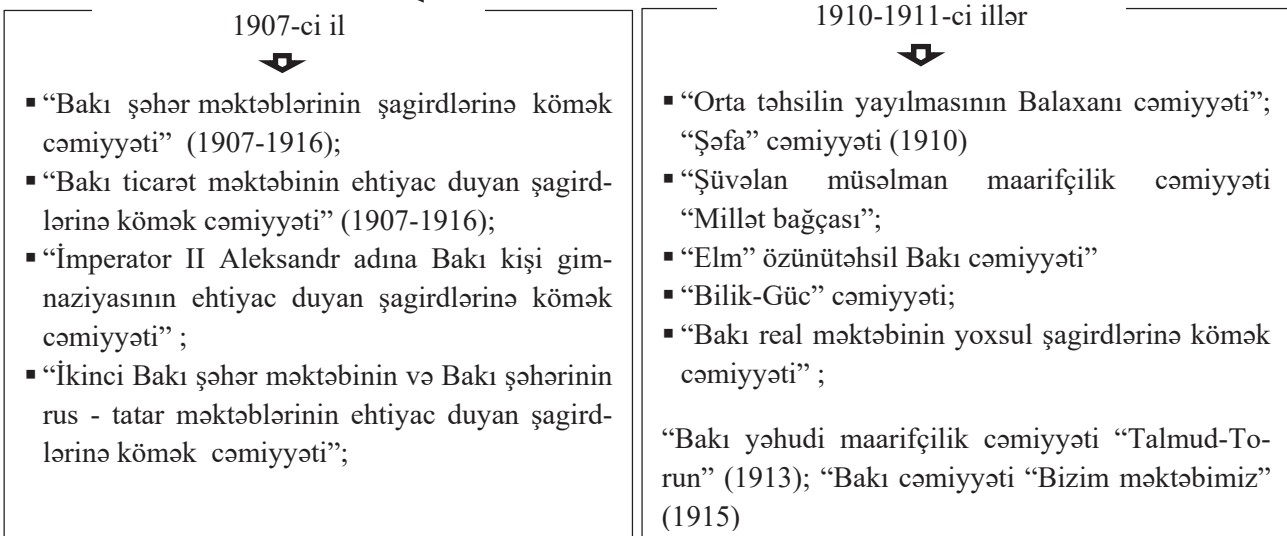 1907-ci il
▪ “Bakı şəhər məktəblərinin şagirdlərinə kömək
cəmiyyəti” (1907-1916);
▪ “Bakı ticarət məktəbinin ehtiyac duyan şagird-
lərinə kömək cəmiyyəti” (1907-1916);
▪ “İmperator II Aleksandr adına Bakı kişi gim-
naziyasının ehtiyac duyan şagirdlərinə kömək
cəmiyyəti” ;
▪ “İkinci Bakı şəhər məktəbinin və Bakı şəhərinin
rus - tatar məktəblərinin ehtiyac duyan şagird-
lərinə kömək cəmiyyəti”;
1910-1911-ci illər
▪ “Orta təhsilin yayılmasının Balaxanı cəmiyyəti”;
“Şəfa” cəmiyyəti (1910)
▪ “Şüvəlan müsəlman maarifçilik cəmiyyəti
“Millət bağçası”;
▪ “Elm” özünütəhsil Bakı cəmiyyəti”
▪ “Bilik-Güc” cəmiyyəti;
▪ “Bakı real məktəbinin yoxsul şagirdlərinə kömək
cəmiyyəti” ;
“Bakı yəhudi maarifçilik cəmiyyəti “Talmud-To-
run” (1913); “Bakı cəmiyyəti “Bizim məktəbimiz”
(1915)